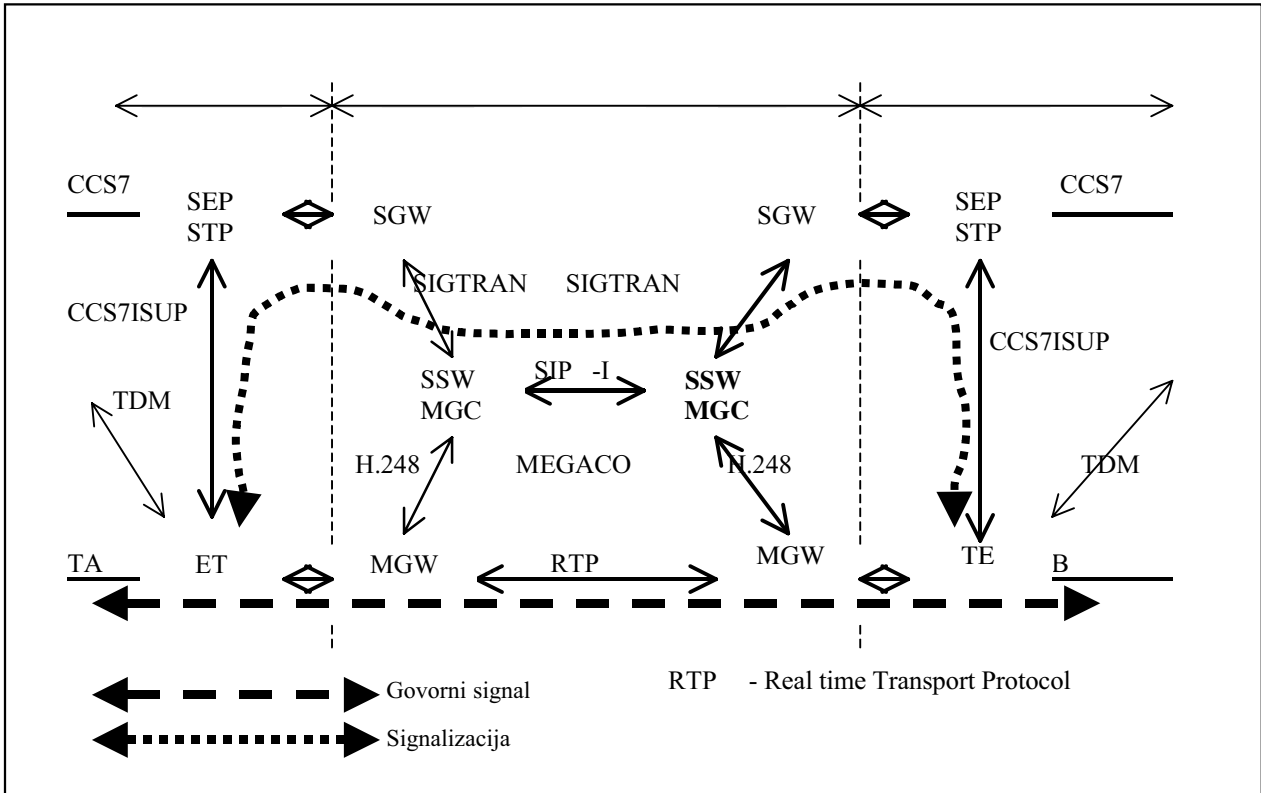 CCS7
SEP
STP
SGW
SGW
SEP
STP
CCS7
SIGTRAN
SIGTRAN
CCS7ISUP
CCS7ISUP
TDM
SSW
MGC
SIP -I
SSW
MGC
H.248
MEGACO
H.248
TDM
TA
ET
MGW
RTP
MGW
TE
B
Govorni signal
RTP - Real time Transport Protocol
Signalizacija